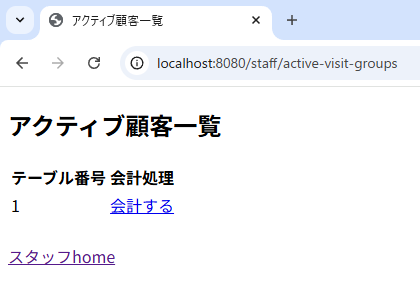 アクティブ顧客一覧
localhost:8080/staff/active-visit-groups
アクティブ顧客一覧
テーブル番号 会計処理
1 会計する
スタッフhome